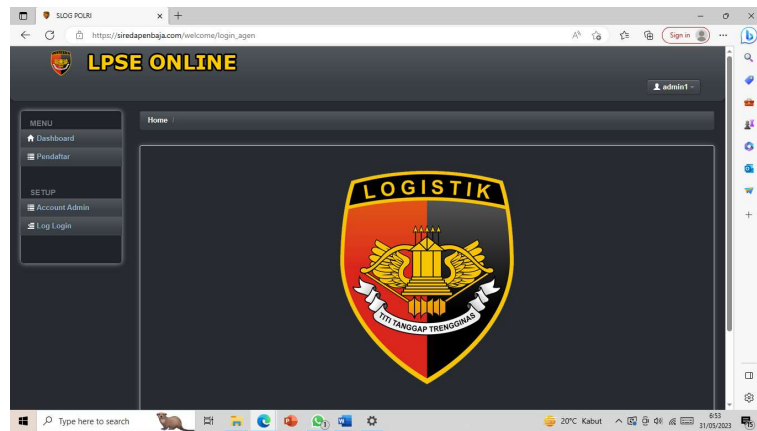 SLOG POLRI
https://siredapenbaja.com/welcome/login_agen
Sign in
LPSE ONLINE
admin1
MENU
Dashboard
Pendaftar
SETUP
Account Admin
Log Login
Home /
LOGISTIK
TITI TANGGAP TRENGGINAS
Type here to search
20°C Kabut
6:53
31/05/2023
15